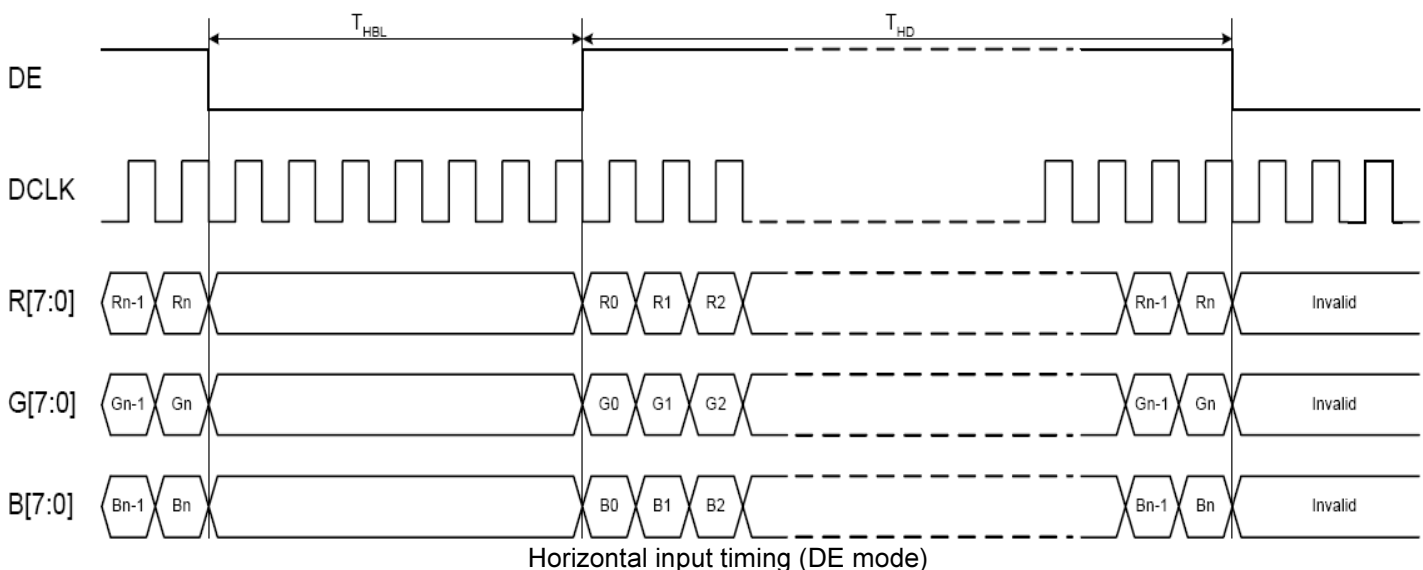 T_HBL T_HD
DE
DCLK
R[7:0] Rn-1 Rn R0 R1 R2 Rn-1 Rn Invalid
G[7:0] Gn-1 Gn G0 G1 G2 Gn-1 Gn Invalid
B[7:0] Bn-1 Bn B0 B1 B2 Bn-1 Bn Invalid
Horizontal input timing (DE mode)